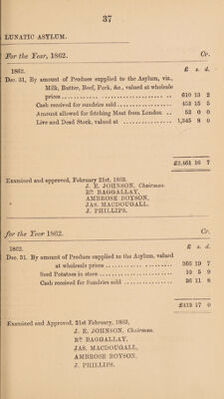 37
LUNATIC ASYLUM.
For the Year, 1862. Cr.
1862. £ s. d.
Dec. 31, By amount of Produce supplied to the Asylum, viz.,
Milk, Butter, Beef, Pork, &c., valued at wholesale
prices 610 13 2
Cash received for sundries sold 453 15 5
Amount allowed for fetching Meat from London 52 0 0
Live and Dead Stock, valued at 1,345 8 0
£2,461 16 7
Examined and approved, February 21st, 1863.
J. E. JOHNSON, Chairman.
Rd. BAGGALLAY,
AMBROSE BOYSON,
JAS. MACDOUGALL,
J. PHILLIPS.
for the Year 1862. Cr.
1862. £ s. d.
Dec. 31. By amount of Produce supplied to the Asylum, valued
at wholesale prices 366 19 7
Seed Potatoes in store 10 5 9
Cash received for Sundries sold 36 11 8
£413 17 0
Examined and Approved, 21st February, 1863,
J. E. JOHNSON, Chairman.
Rd. BAGGALLAY,
JAS. MACDOUGALL,
AMBROSE BOYSON,
J. PHILLIPS.